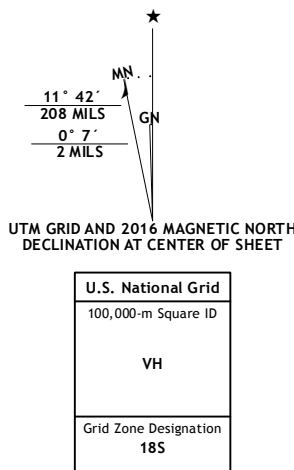 ★
MN
GN
11° 42´
208 MILS
0° 7´
2 MILS
UTM GRID AND 2016 MAGNETIC NORTH
DECLINATION AT CENTER OF SHEET
U.S. National Grid
100,000-m Square ID
VH
Grid Zone Designation
18S